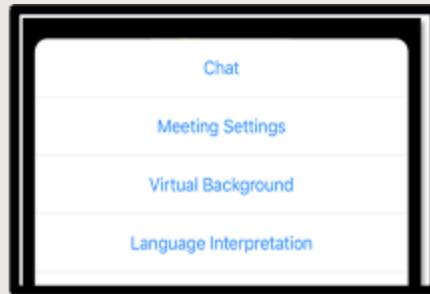 Chat
Meeting Settings
Virtual Background
Language Interpretation